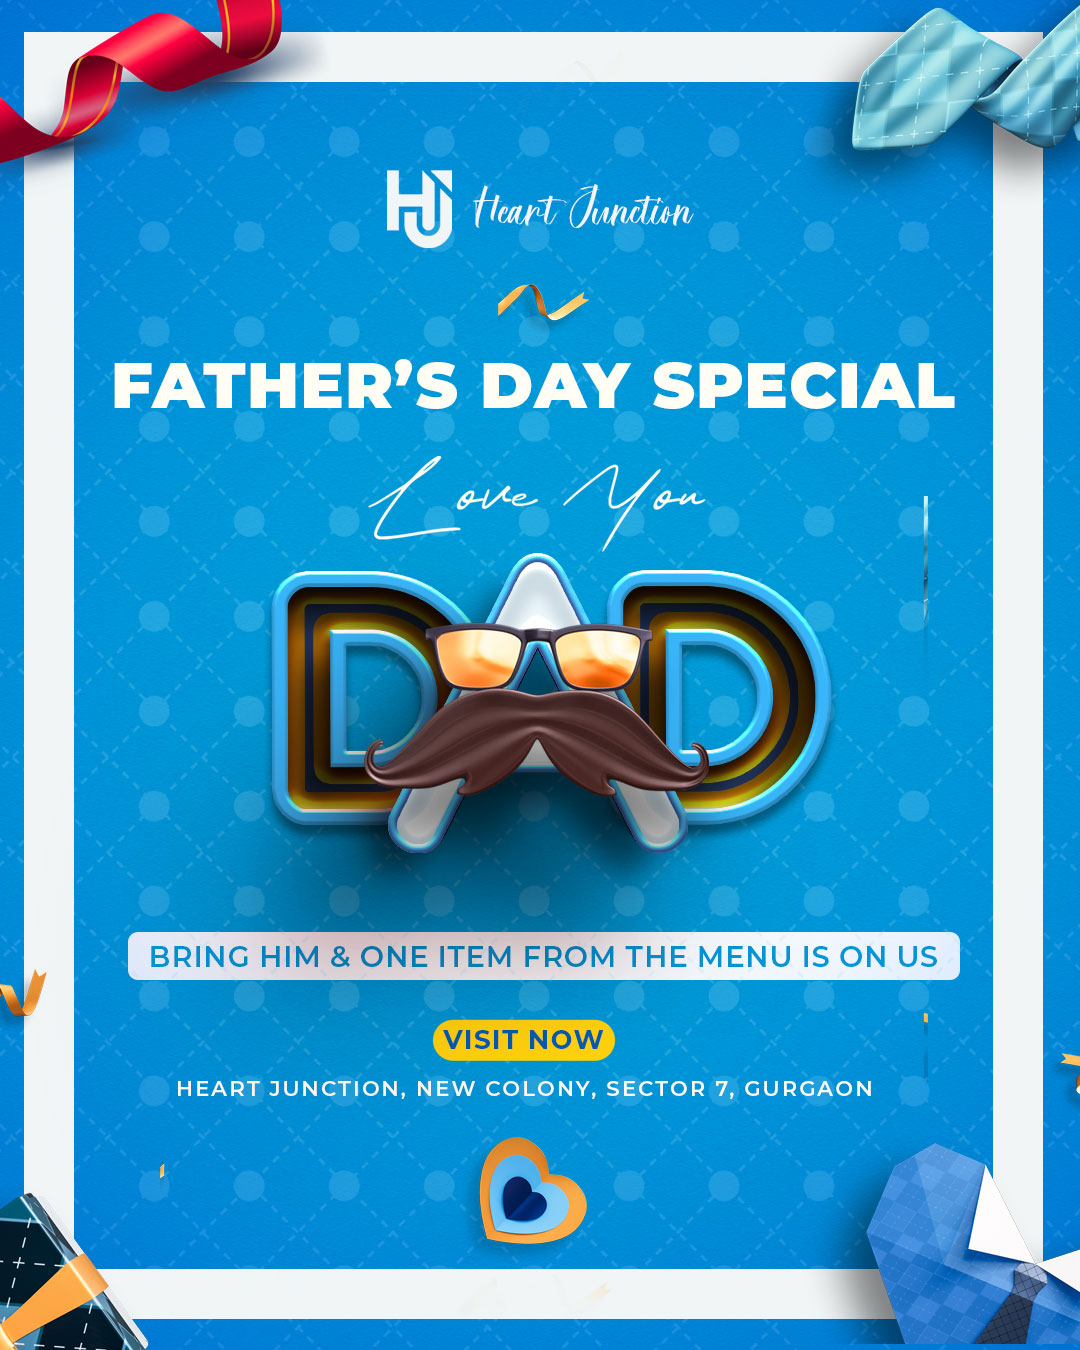 HJ Heart Junction
FATHER'S DAY SPECIAL
Love You
DAD
BRING HIM & ONE ITEM FROM THE MENU IS ON US
VISIT NOW
HEART JUNCTION, NEW COLONY, SECTOR 7, GURGAON